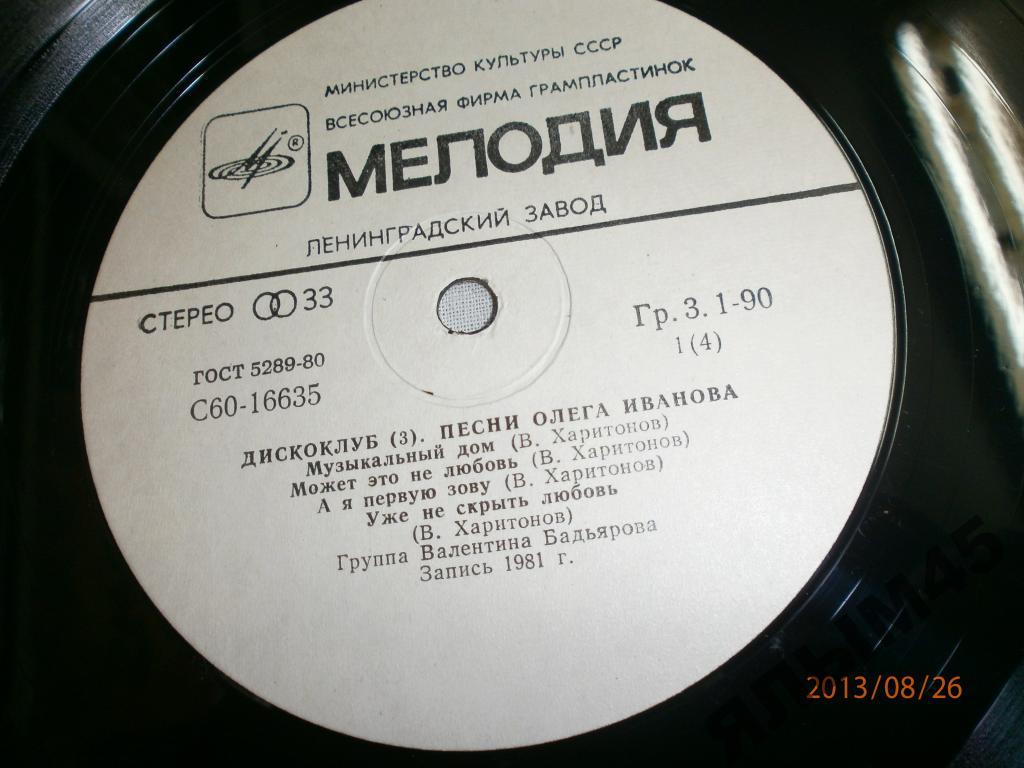 МИНИСТЕРСТВО КУЛЬТУРЫ СССР
ВСЕСОЮЗНАЯ ФИРМА ГРАМПЛАСТИНОК
®
МЕЛОДИЯ
ЛЕНИНГРАДСКИЙ ЗАВОД
СТЕРЕО 33
Гр. 3. 1-90
1 (4)
ГОСТ 5289-80
С60-16635
ДИСКОКЛУБ (3). ПЕСНИ ОЛЕГА ИВАНОВА
Музыкальный дом (В. Харитонов)
Может это не любовь (В. Харитонов)
А я первую зову (В. Харитонов)
Уже не скрыть любовь
(В. Харитонов)
Группа Валентина Бадьярова
Запись 1981 г.
ЯЛЫМ45
2013/08/26